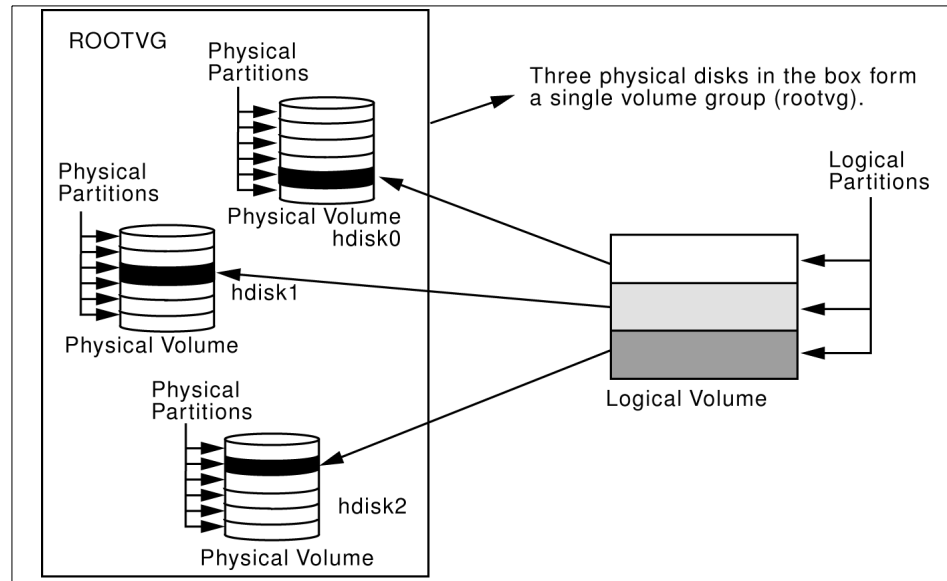 ROOTVG
Physical
Partitions
Three physical disks in the box form
a single volume group (rootvg).
Physical
Partitions
Logical
Partitions
Physical Volume
hdisk0
hdisk1
Physical Volume
Physical
Partitions
Logical Volume
hdisk2
Physical Volume